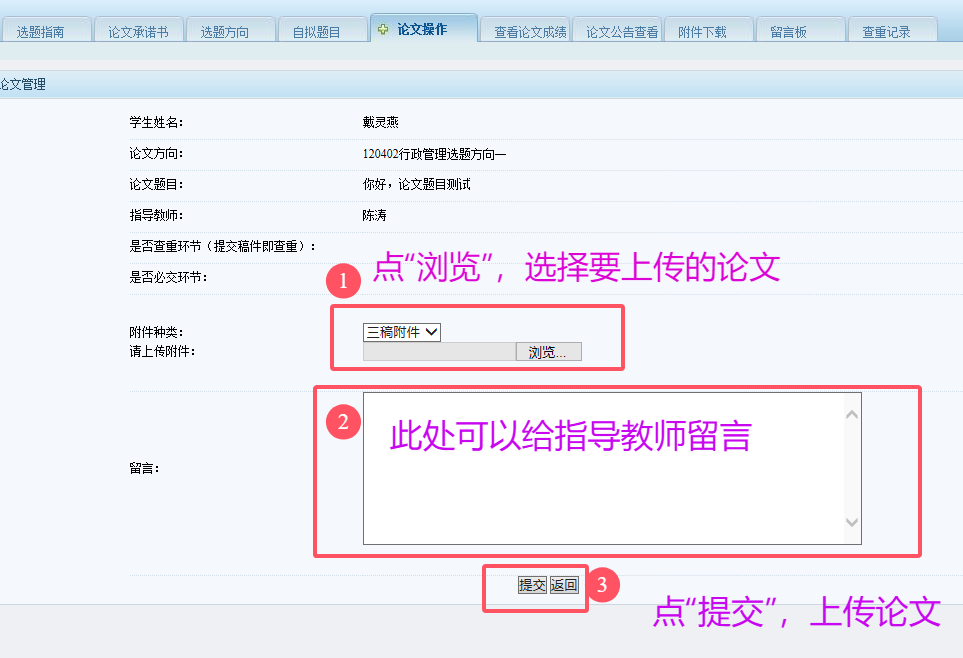 选题指南 论文承诺书 选题方向 自拟题目 论文操作 查看论文成绩 论文公告查看 附件下载 留言板 查重记录
论文管理
学生姓名： 戴灵燕
论文方向： 120402行政管理选题方向一
论文题目： 你好，论文题目测试
指导教师： 陈涛
是否查重环节（提交稿件即查重）：
是否必交环节：
1 点“浏览”，选择要上传的论文
附件种类： 三稿附件
请上传附件： 浏览...
2 此处可以给指导教师留言
留言：
提交 返回 3
点“提交”，上传论文